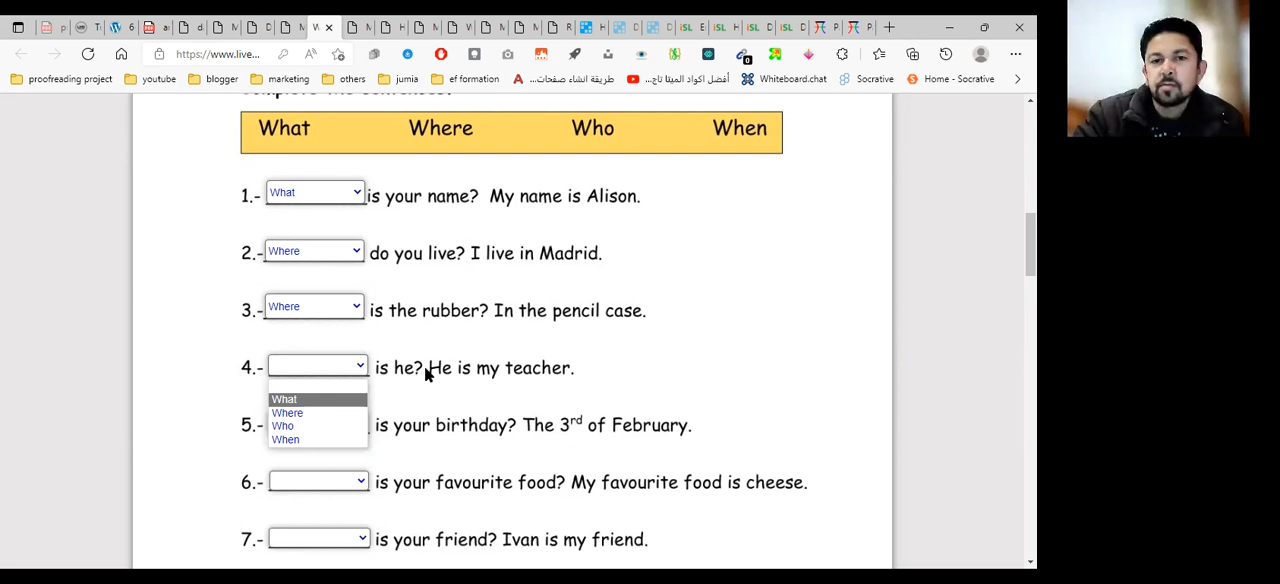 https://www.live...
proofreading project
youtube
blogger
marketing
others
jumia
ef formation
طريقة انشاء صفحات...
أفضل اكواد الميتا تاج...
Whiteboard.chat
Socrative
Home - Socrative
What Where Who When
1.- What is your name? My name is Alison.
2.- Where do you live? I live in Madrid.
3.- Where is the rubber? In the pencil case.
4.- is he? He is my teacher.
What
Where
Who
When
5.- is your birthday? The 3rd of February.
6.- is your favourite food? My favourite food is cheese.
7.- is your friend? Ivan is my friend.